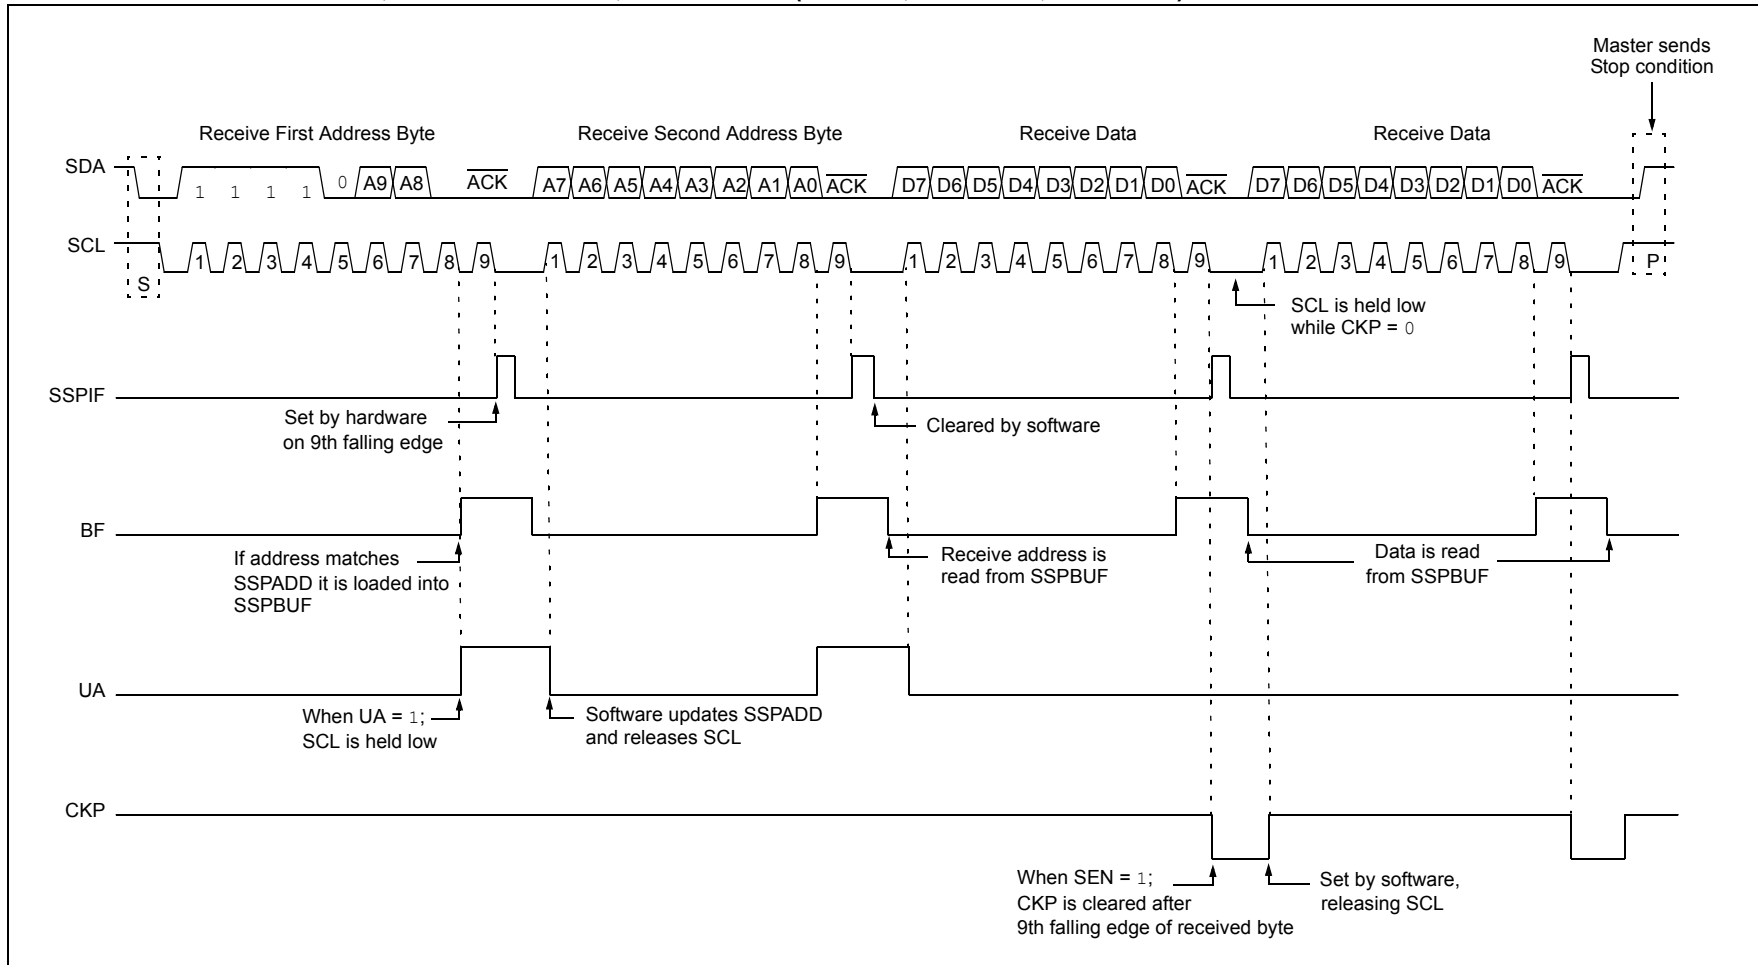 Master sends
Stop condition
Receive First Address Byte
Receive Second Address Byte
Receive Data
Receive Data
SDA
1 1 1 1 0 A9 A8 ACK
A7 A6 A5 A4 A3 A2 A1 A0 ACK
D7 D6 D5 D4 D3 D2 D1 D0 ACK
D7 D6 D5 D4 D3 D2 D1 D0 ACK
SCL
S
1 2 3 4 5 6 7 8 9
1 2 3 4 5 6 7 8 9
1 2 3 4 5 6 7 8 9
1 2 3 4 5 6 7 8 9
P
SCL is held low
while CKP = 0
SSPIF
Set by hardware
on 9th falling edge
Cleared by software
BF
If address matches
SSPADD it is loaded into
SSPBUF
Receive address is
read from SSPBUF
Data is read
from SSPBUF
UA
When UA = 1;
SCL is held low
Software updates SSPADD
and releases SCL
CKP
When SEN = 1;
CKP is cleared after
9th falling edge of received byte
Set by software,
releasing SCL